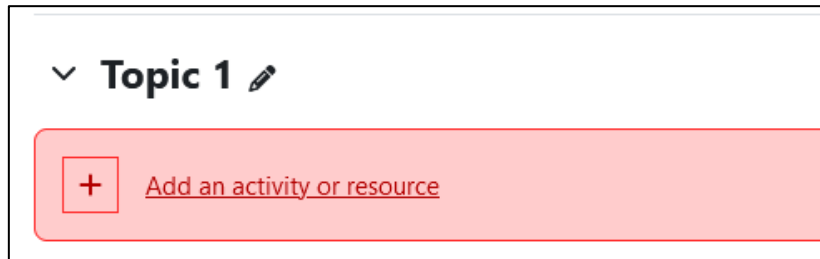 Topic 1
+ Add an activity or resource